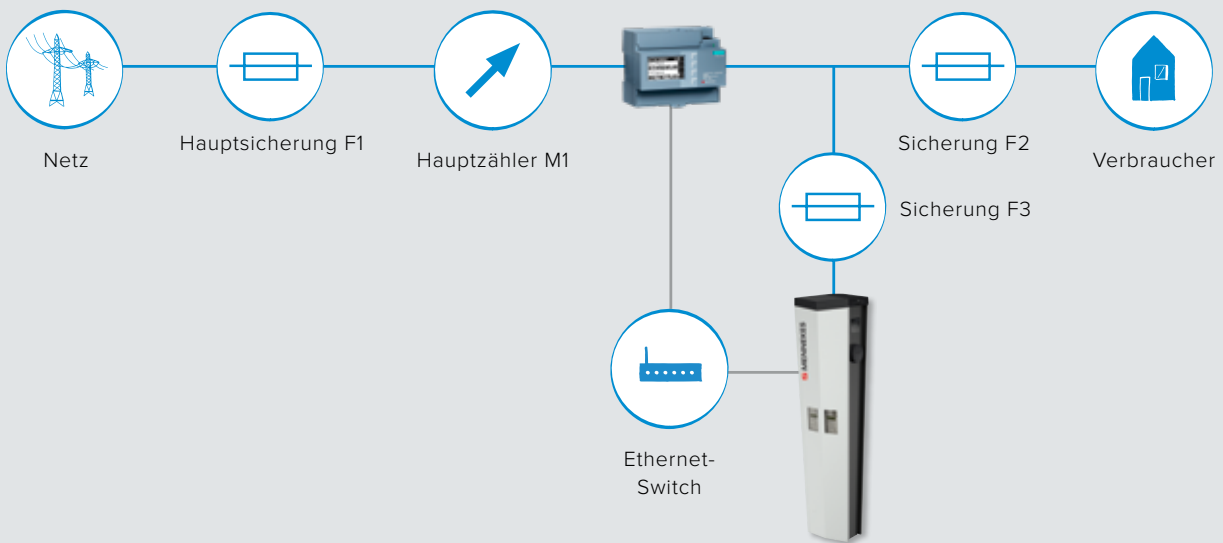 Netz
Hauptsicherung F1
Hauptzähler M1
Sicherung F2
Verbraucher
Sicherung F3
MENNEKES
Ethernet-
Switch